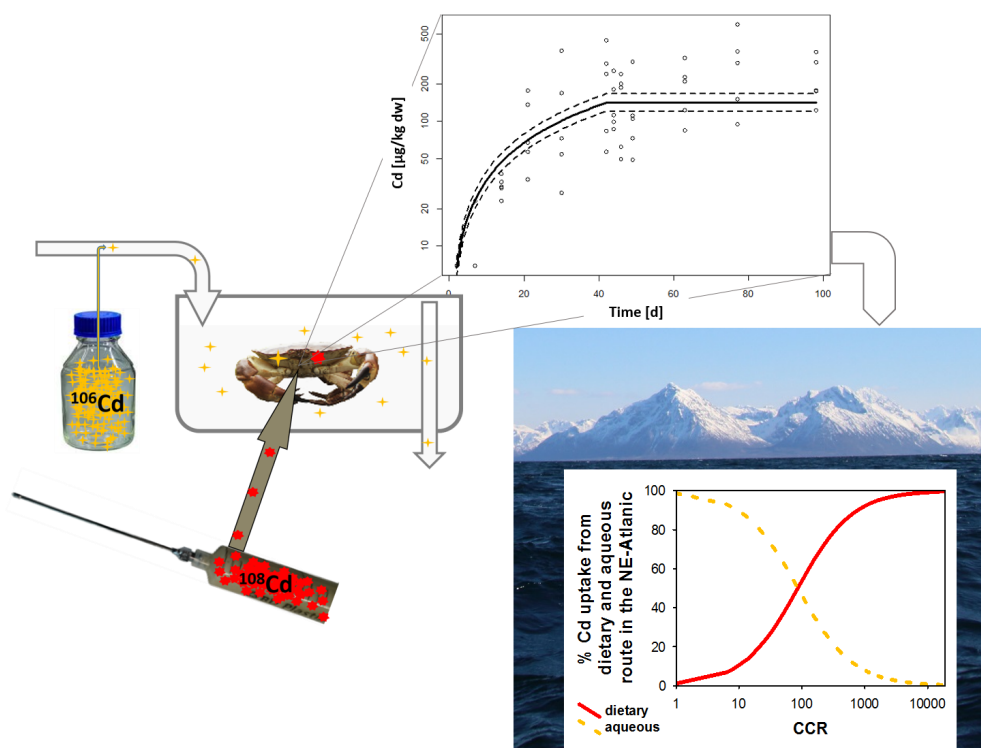 500
200
100
50
20
10
Cd [µg/kg dw]
0
20
40
60
80
100
Time [d]
106Cd
108Cd
100
80
60
40
20
0
% Cd uptake from
dietary and aqueous
route in the NE-Atlanic
1
10
100
1000
10000
CCR
dietary
aqueous